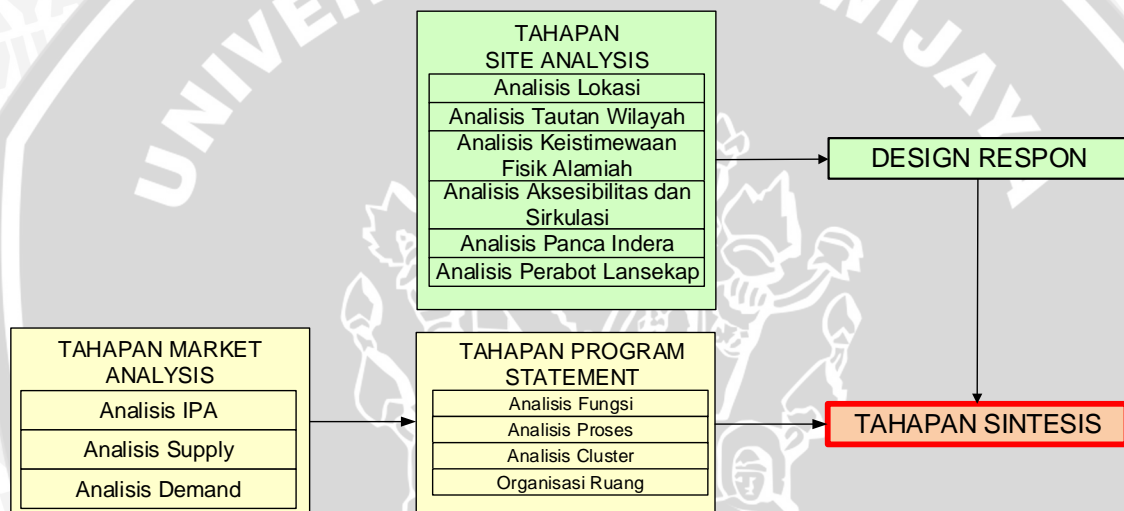 TAHAPAN
SITE ANALYSIS
Analisis Lokasi
Analisis Tautan Wilayah
Analisis Keistimewaan
Fisik Alamiah
Analisis Aksesibilitas dan
Sirkulasi
Analisis Panca Indera
Analisis Perabot Lansekap
DESIGN RESPON
TAHAPAN MARKET
ANALYSIS
Analisis IPA
Analisis Supply
Analisis Demand
TAHAPAN PROGRAM
STATEMENT
Analisis Fungsi
Analisis Proses
Analisis Cluster
Organisasi Ruang
TAHAPAN SINTESIS